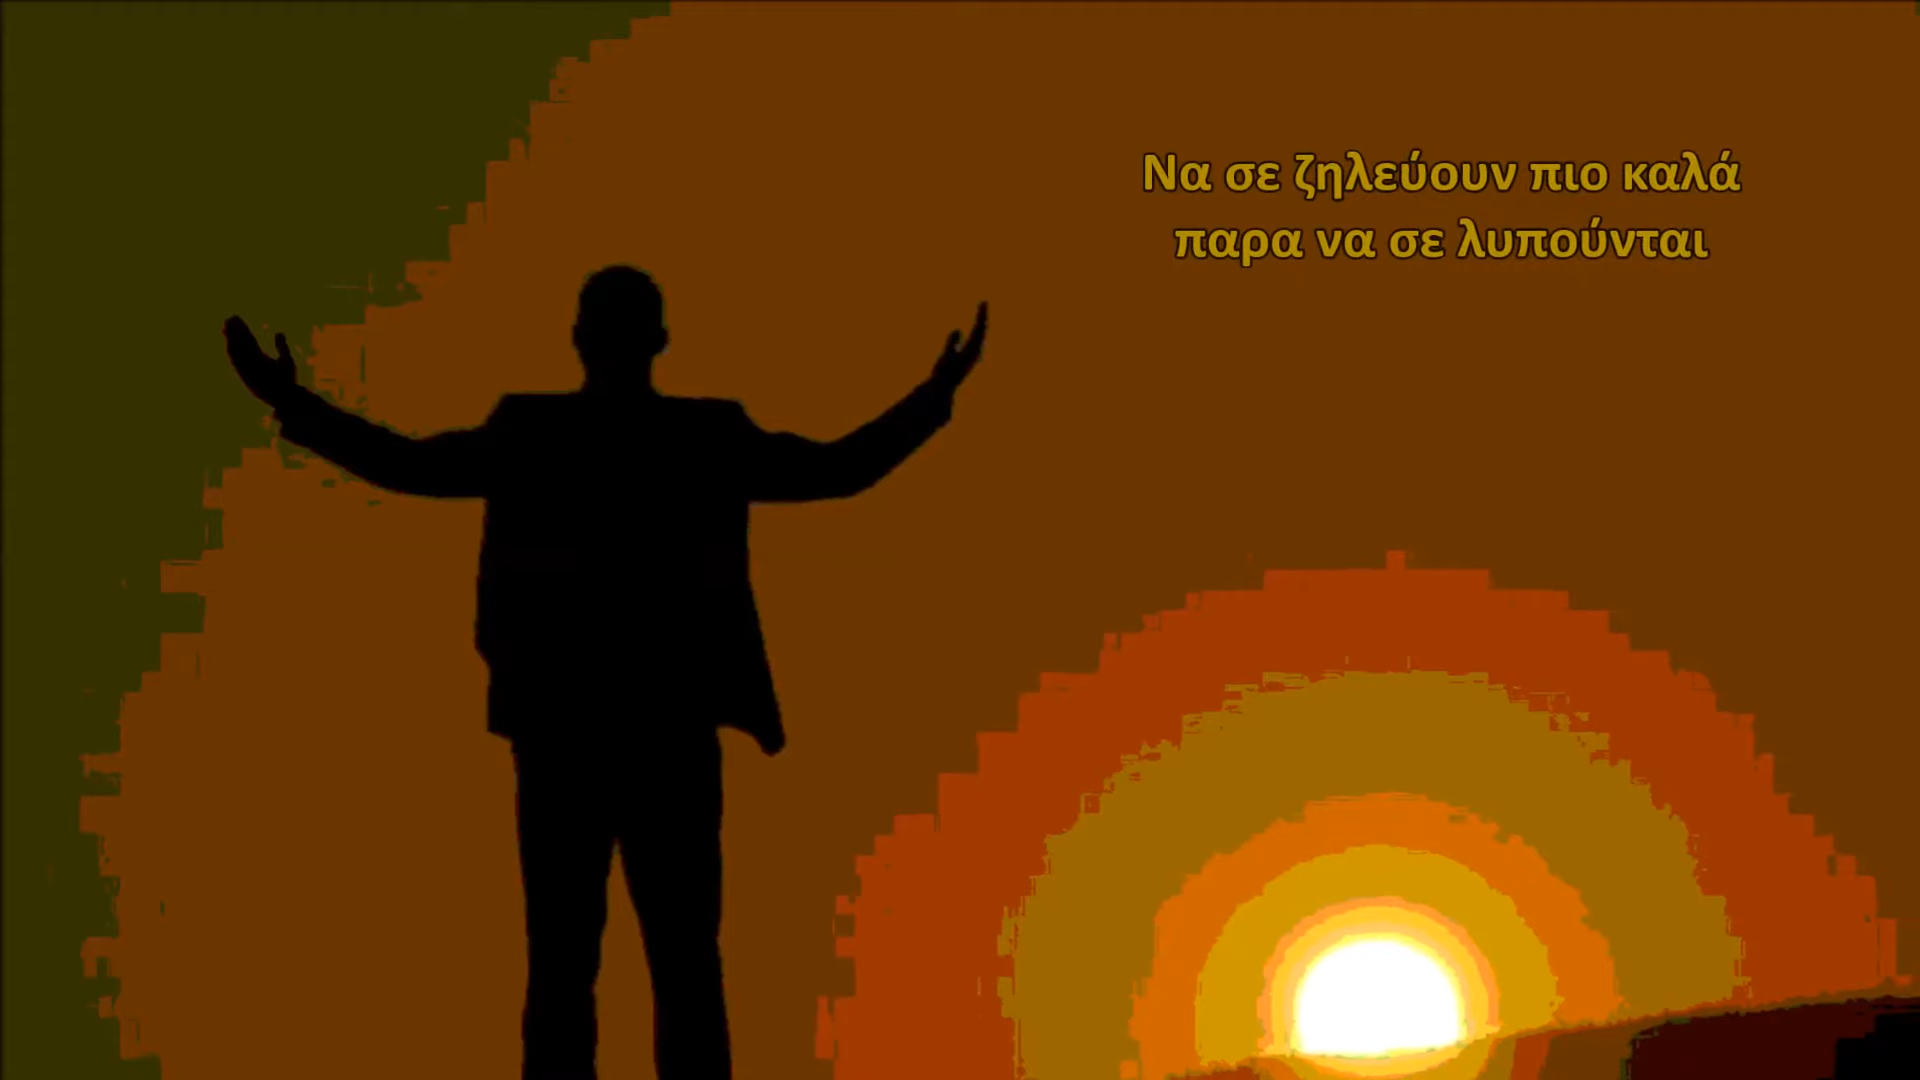 Να σε ζηλεύουν πιο καλά
παρα να σε λυπούνται